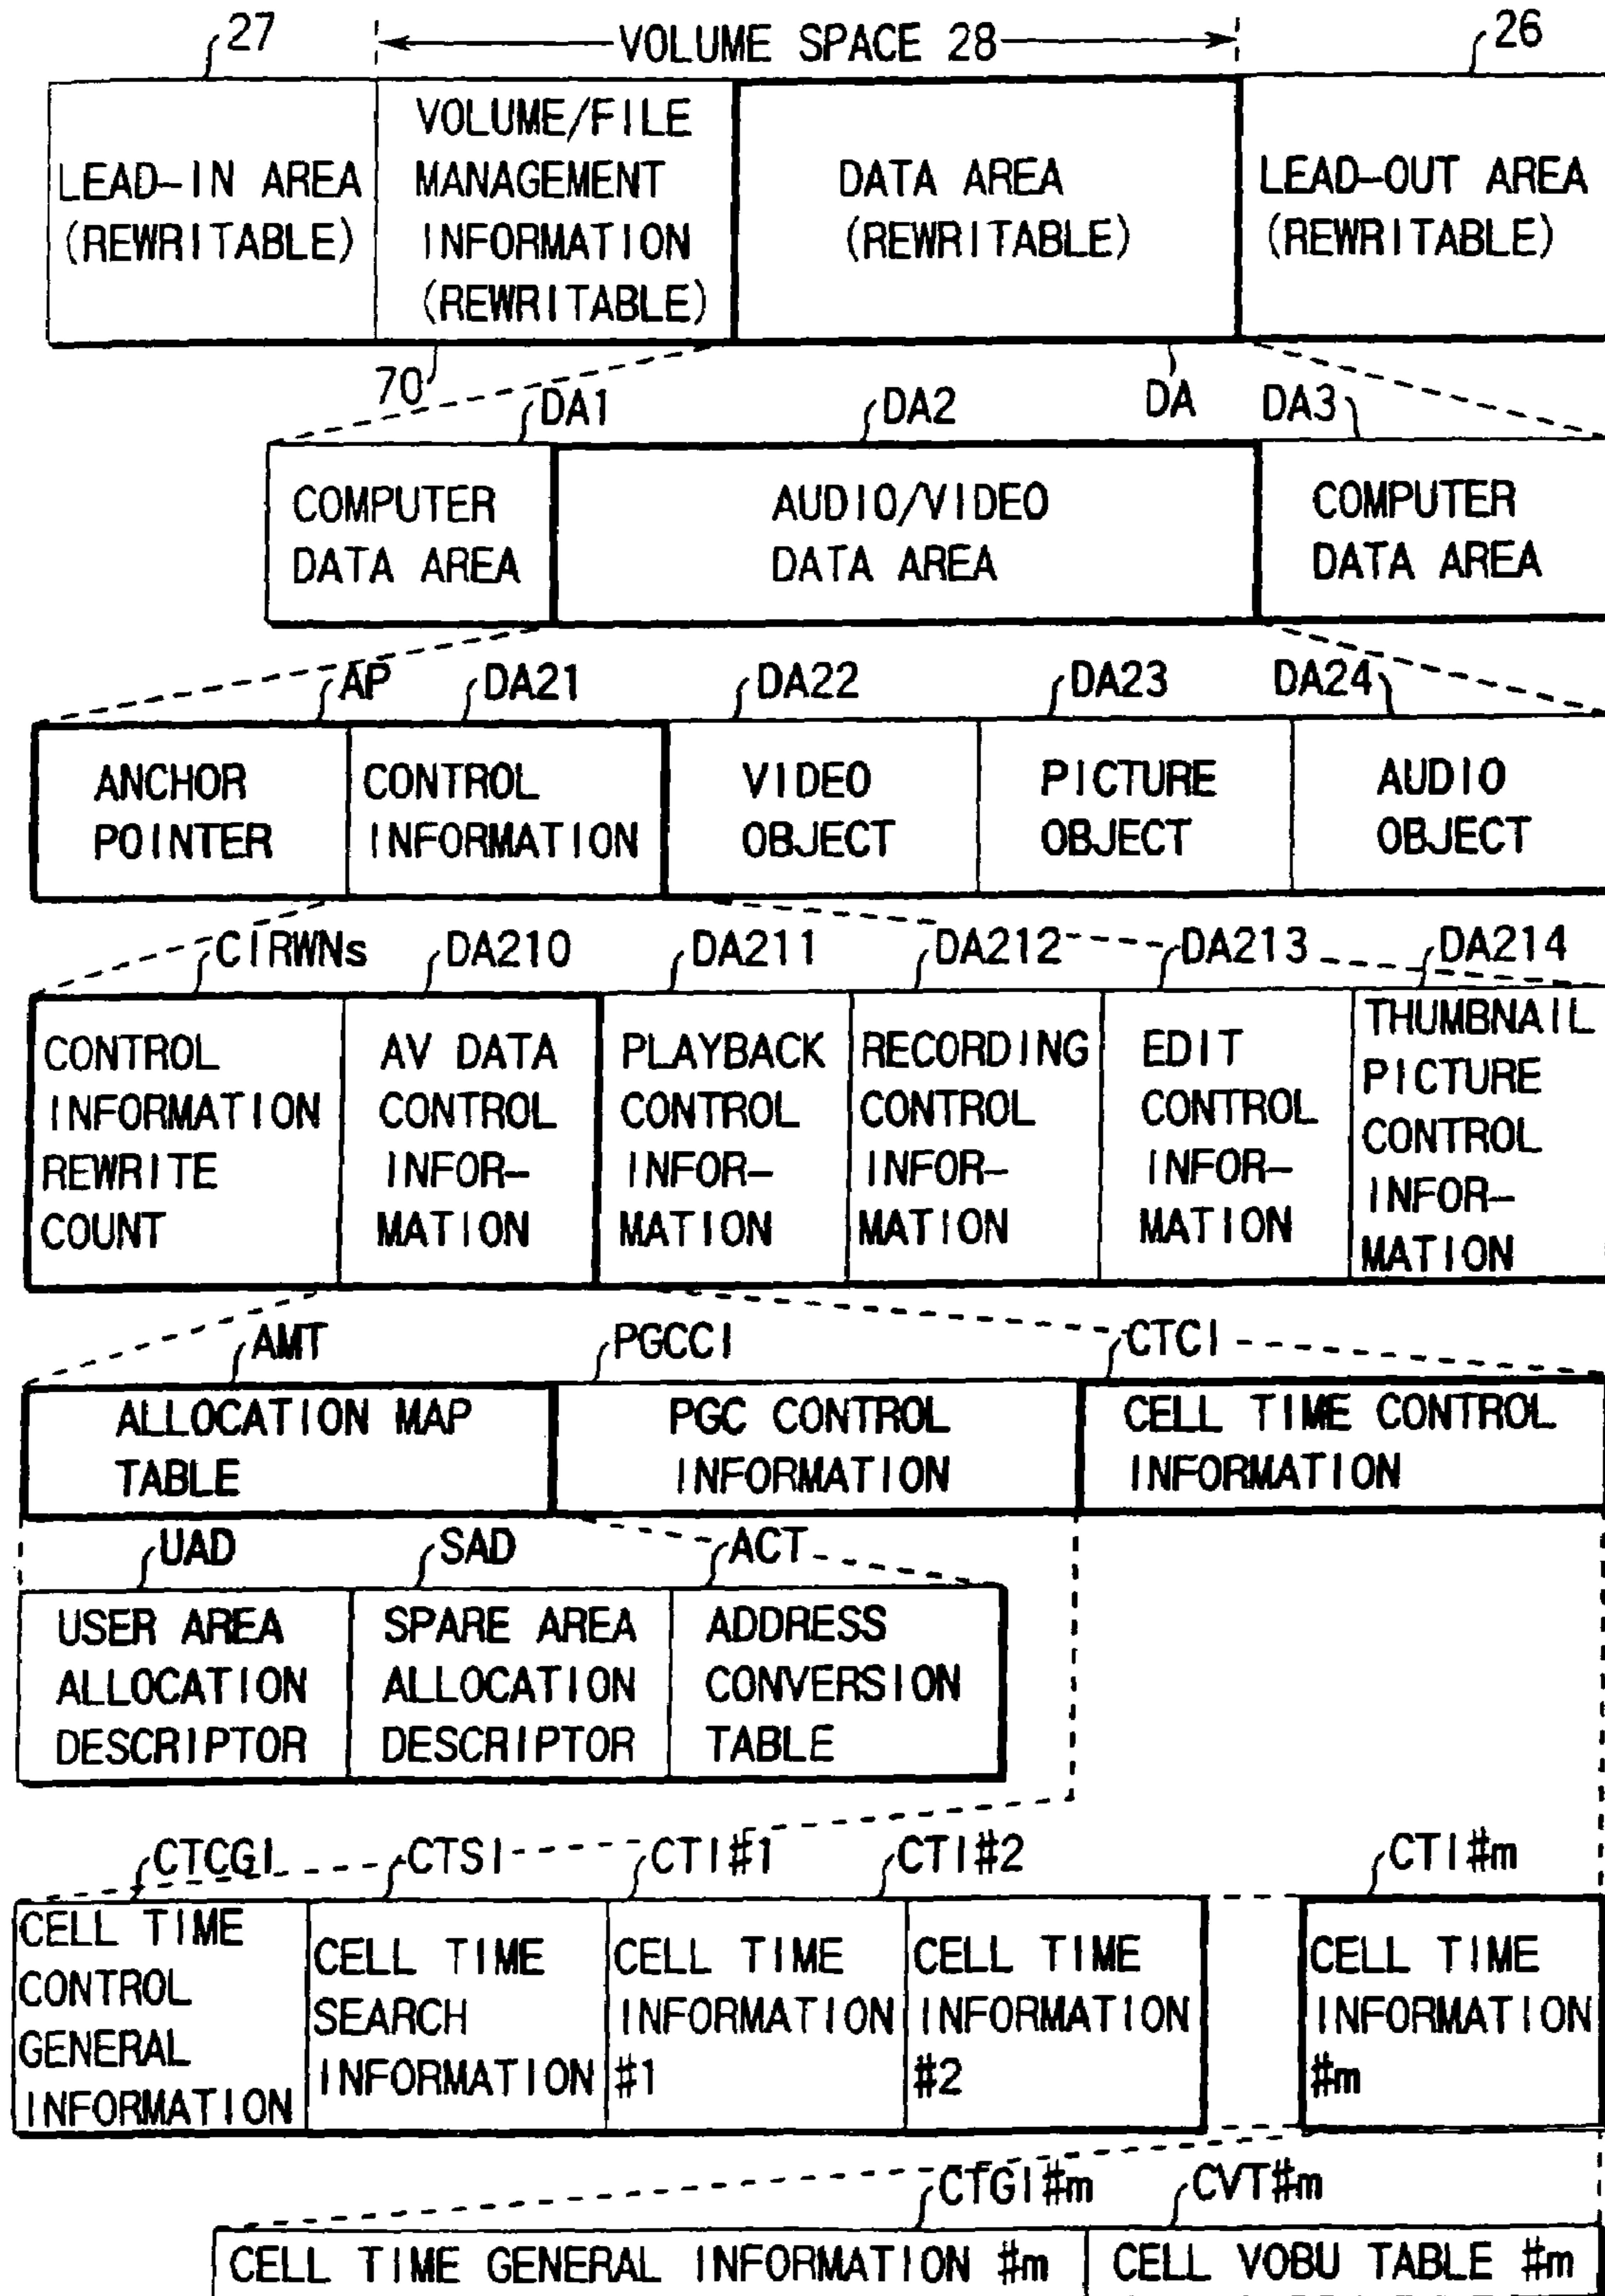 27
VOLUME SPACE 28
26
LEAD-IN AREA
(REWRITABLE)
VOLUME/FILE
MANAGEMENT
INFORMATION
(REWRITABLE)
DATA AREA
(REWRITABLE)
LEAD-OUT AREA
(REWRITABLE)
70
DA1
DA2
DA
DA3
COMPUTER
DATA AREA
AUDIO/VIDEO
DATA AREA
COMPUTER
DATA AREA
AP
DA21
DA22
DA23
DA24
ANCHOR
POINTER
CONTROL
INFORMATION
VIDEO
OBJECT
PICTURE
OBJECT
AUDIO
OBJECT
CIRWNs
DA210
DA211
DA212
DA213
DA214
CONTROL
INFORMATION
REWRITE
COUNT
AV DATA
CONTROL
INFOR-
MATION
PLAYBACK
CONTROL
INFOR-
MATION
RECORDING
CONTROL
INFOR-
MATION
EDIT
CONTROL
INFOR-
MATION
THUMBNAIL
PICTURE
CONTROL
INFOR-
MATION
AMT
PGCCI
CTCI
ALLOCATION MAP
TABLE
PGC CONTROL
INFORMATION
CELL TIME CONTROL
INFORMATION
UAD
SAD
ACT
USER AREA
ALLOCATION
DESCRIPTOR
SPARE AREA
ALLOCATION
DESCRIPTOR
ADDRESS
CONVERSION
TABLE
CTCGI
CTSI
CTI#1
CTI#2
CTI#m
CELL TIME
CONTROL
GENERAL
INFORMATION
CELL TIME
SEARCH
INFORMATION
CELL TIME
INFORMATION
#1
CELL TIME
INFORMATION
#2
CELL TIME
INFORMATION
#m
CTGI#m
CVT#m
CELL TIME GENERAL INFORMATION #m
CELL VOBU TABLE #m